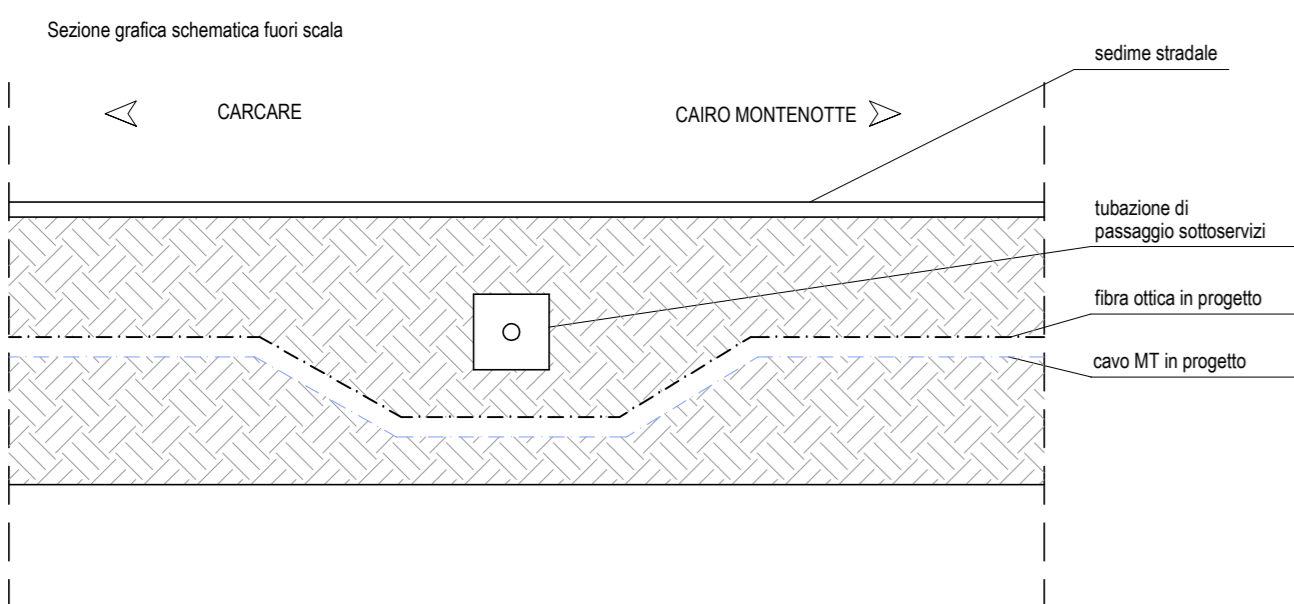 Sezione grafica schematica fuori scala
sedime stradale
CARCARE
CAIRO MONTENOTTE
tubazione di
passaggio sottoservizi
fibra ottica in progetto
cavo MT in progetto